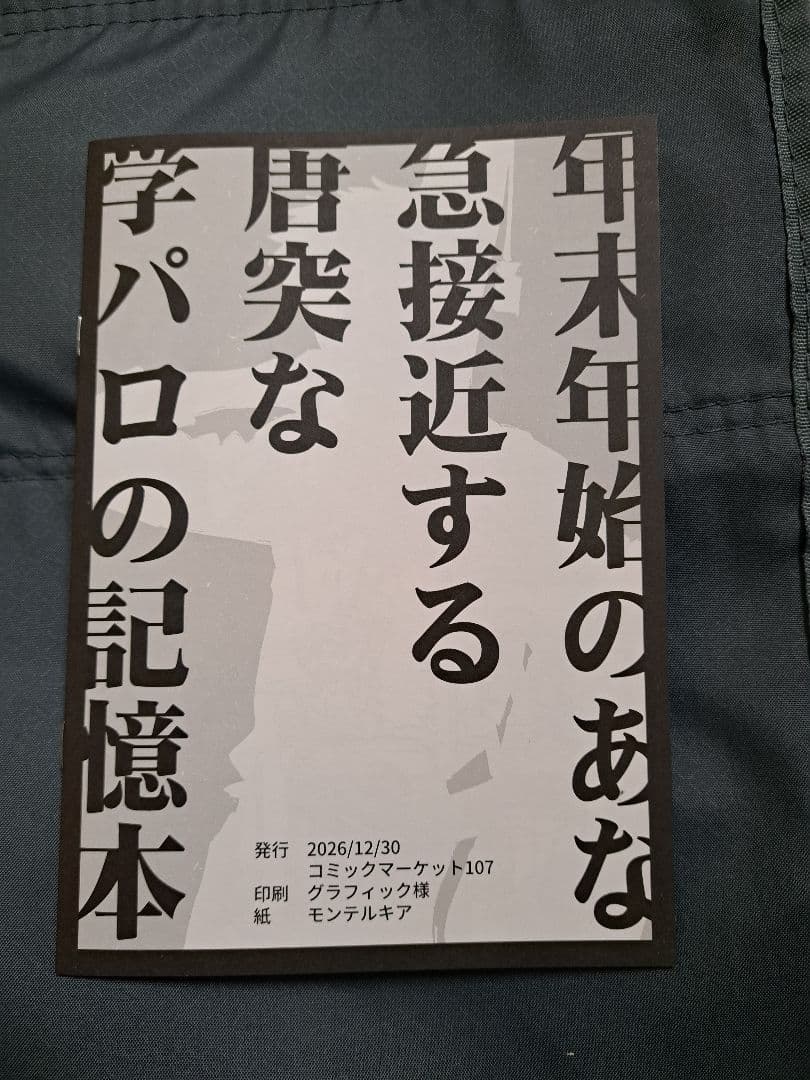 年末年始のあな
急接近する
唐突な
学パロの記憶本
発行 2026/12/30
コミックマーケット107
印刷 グラフィック様
紙 モンテルキア